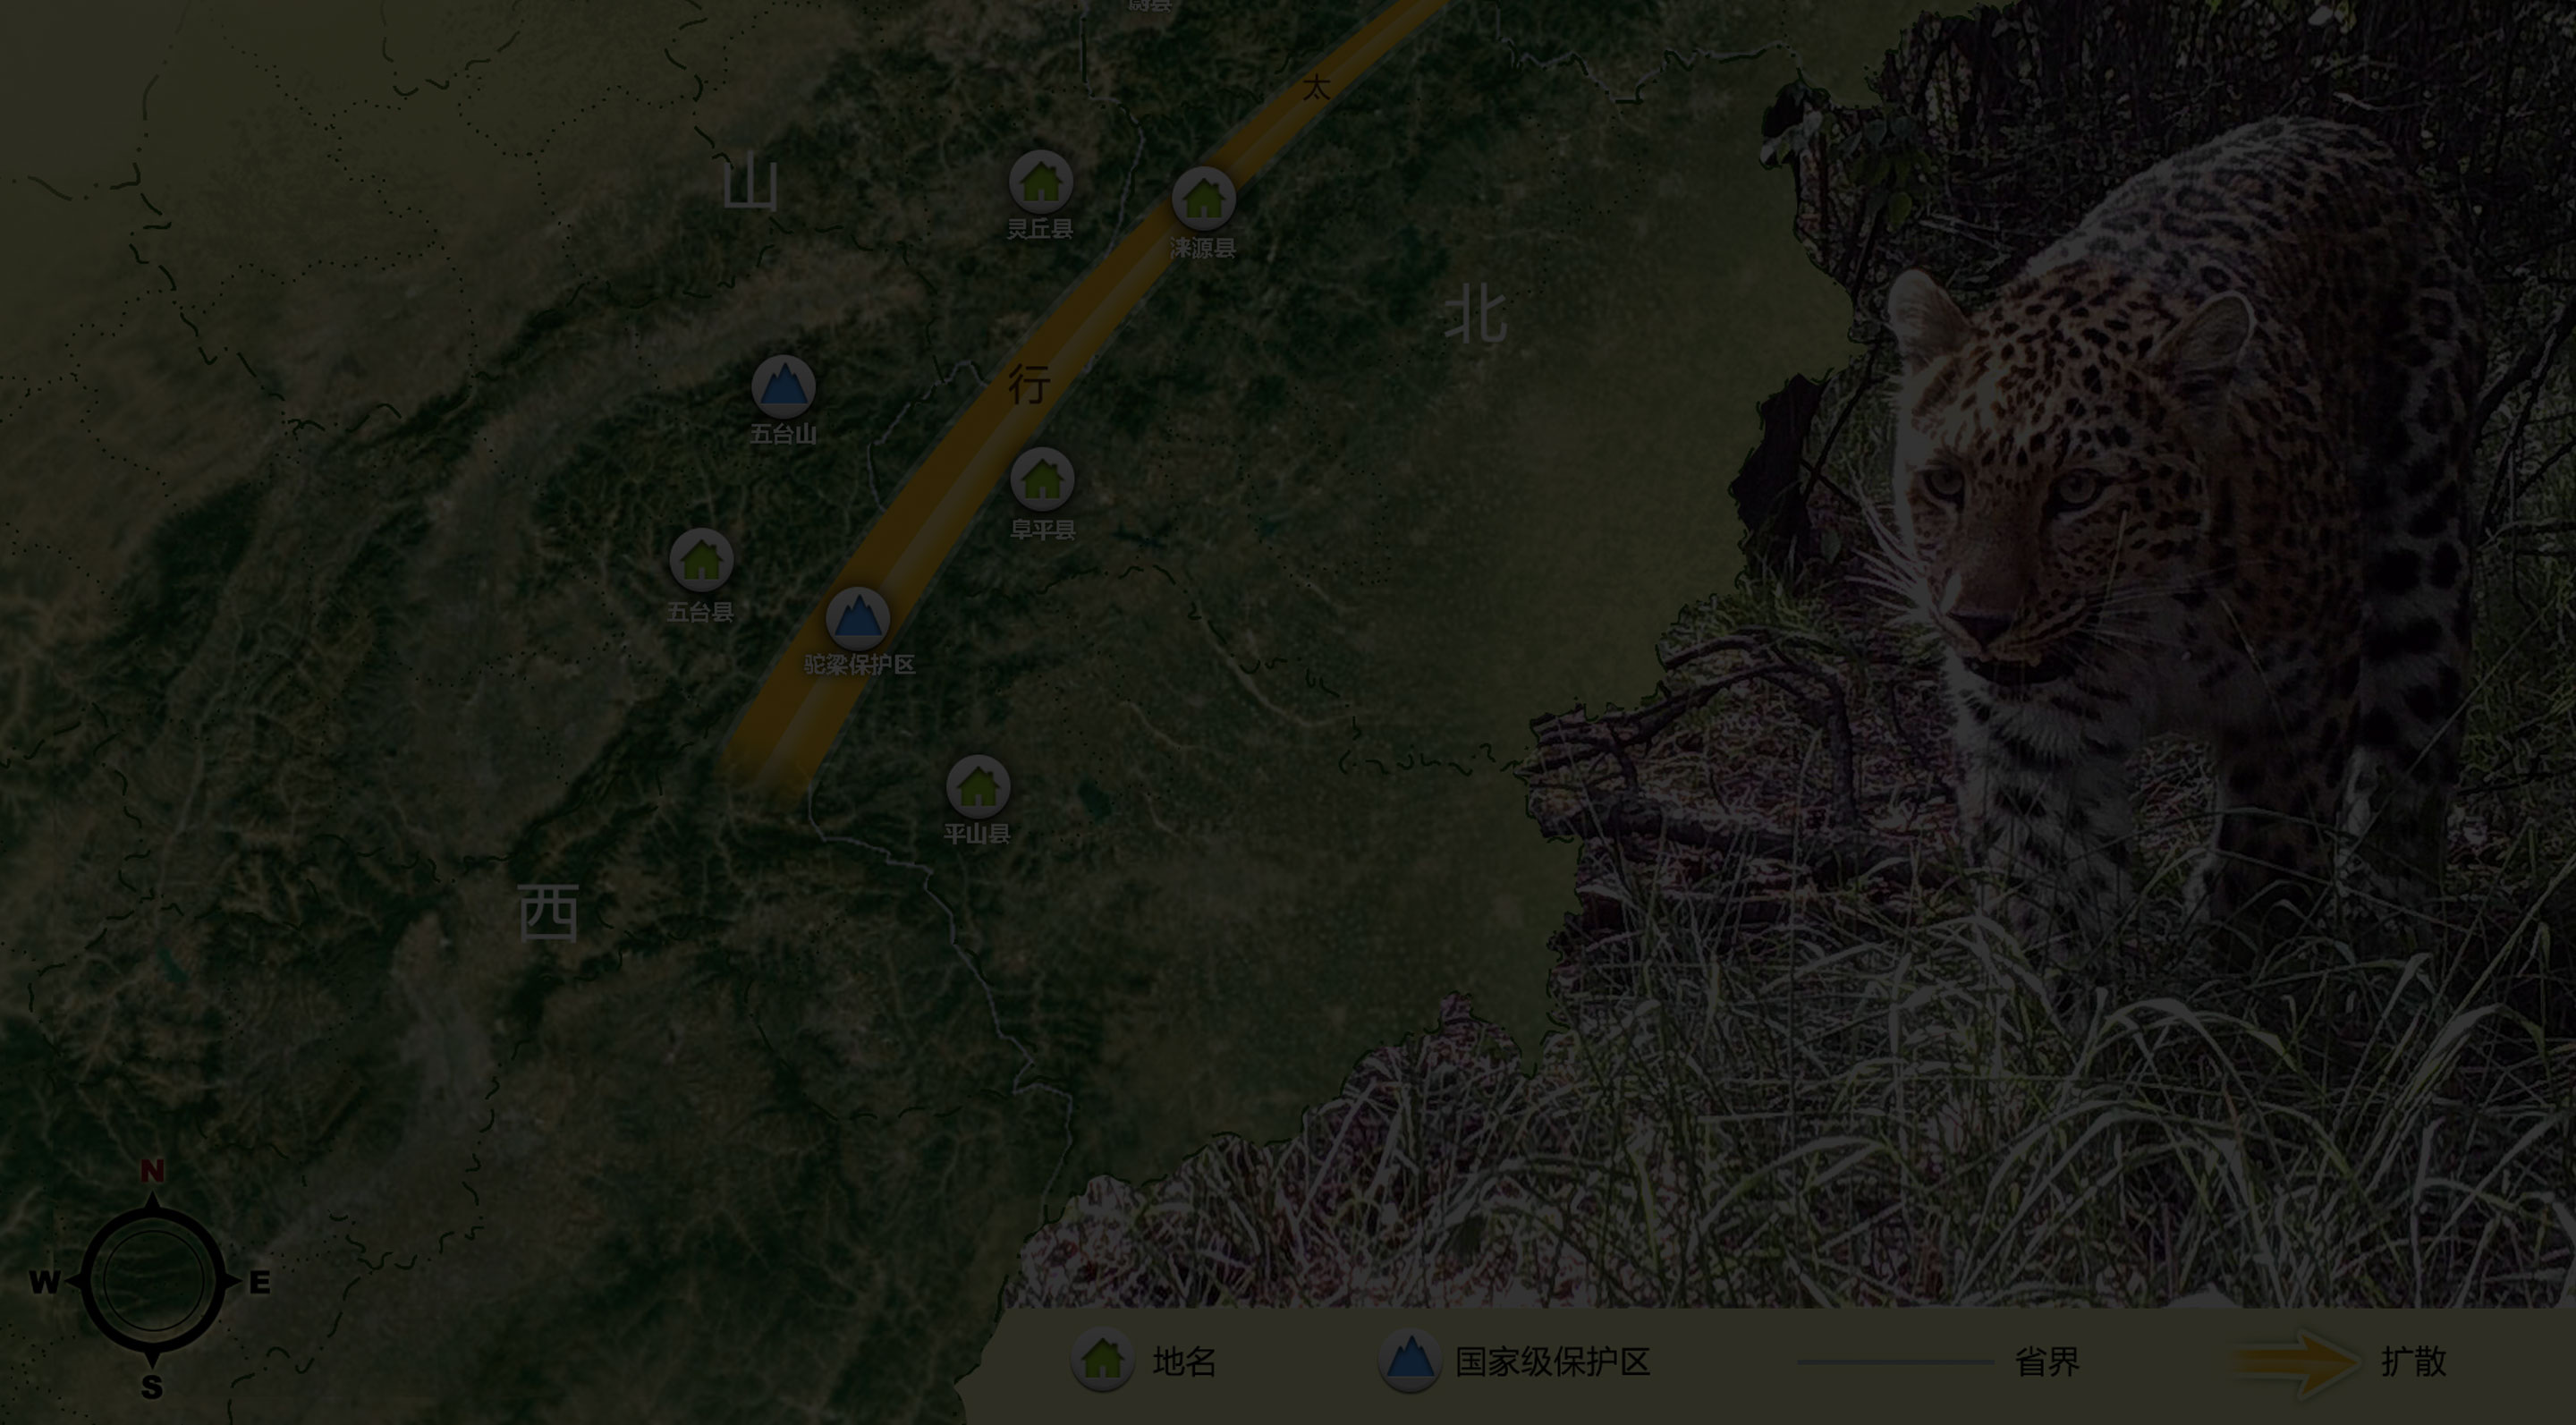 太
山
灵丘县
涞源县
北
行
五台山
阜平县
五台县
驼梁保护区
平山县
西
N
W
E
S
地名
国家级保护区
省界
扩散